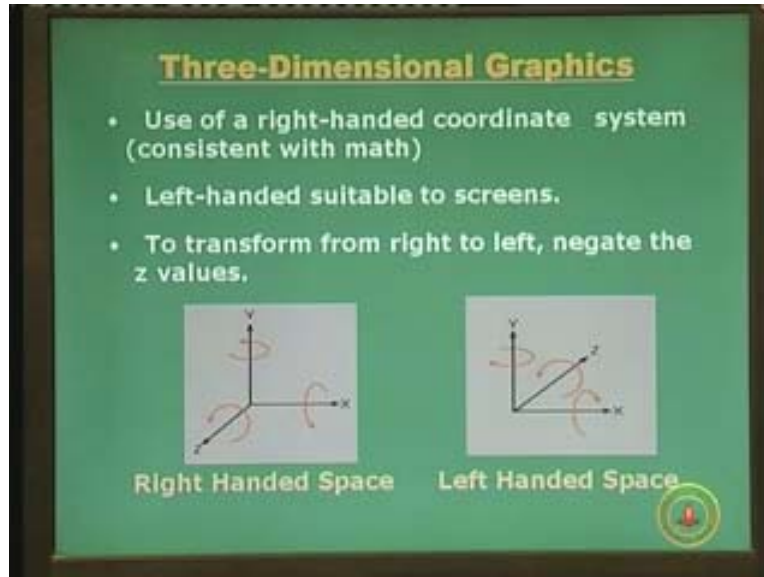 Three-Dimensional Graphics
• Use of a right-handed coordinate system
(consistent with math)
• Left-handed suitable to screens.
• To transform from right to left, negate the
z values.
Y
X
Z
Y
Z
X
Right Handed Space
Left Handed Space